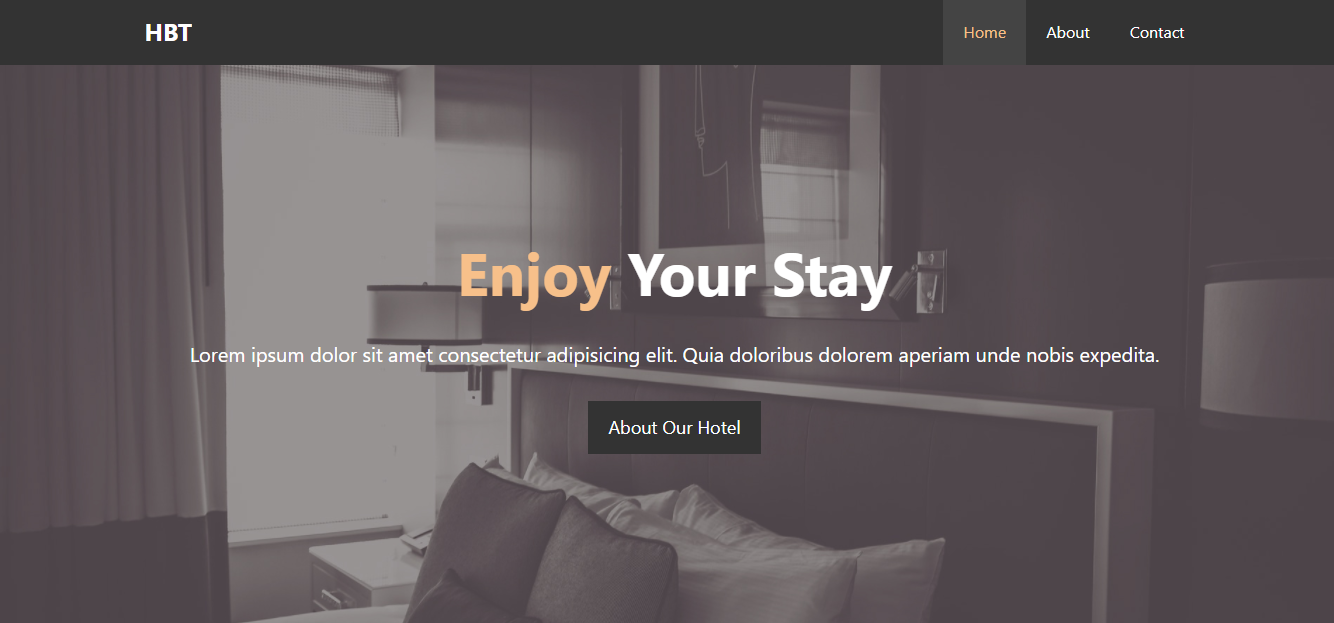 HBT
Home About Contact
Enjoy Your Stay
Lorem ipsum dolor sit amet consectetur adipisicing elit. Quia doloribus dolorem aperiam unde nobis expedita.
About Our Hotel